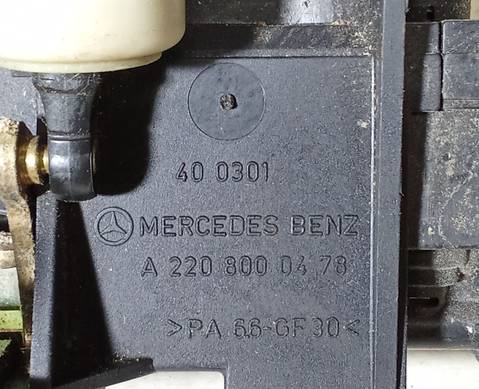 40 0301
MERCEDES BENZ
A 220 800 04 78
>PA 66-GF30<